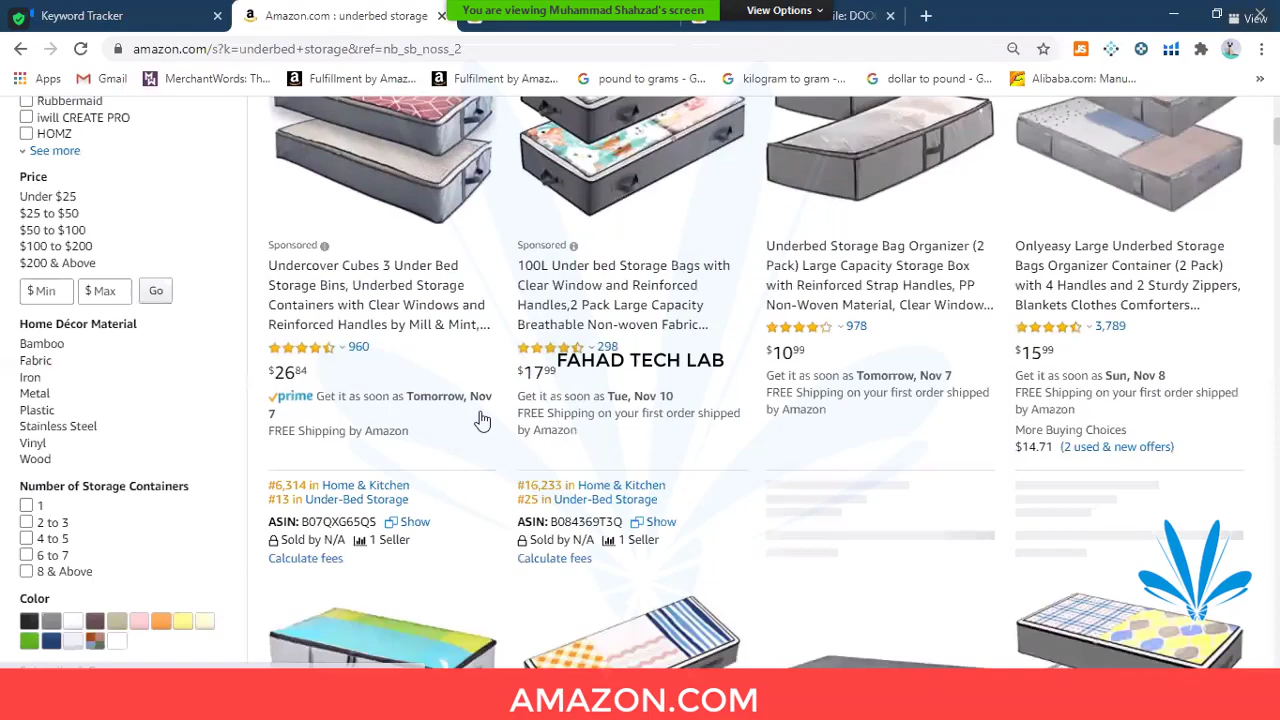 Keyword Tracker
Amazon.com : underbed storage
You are viewing Muhammad Shahzad's screen
View Options
ile: DOO
View
amazon.com/s?k=underbed+storage&ref=nb_sb_noss_2
Apps
Gmail
MerchantWords: Th...
Fulfillment by Amaz...
Fulfilment by Amaz...
pound to grams - G...
kilogram to gram -...
dollar to pound - G...
Alibaba.com: Manu...
»
Rubbermaid
iwill CREATE PRO
HOMZ
See more
Price
Under $25
$25 to $50
$50 to $100
$100 to $200
$200 & Above
$ Min
$ Max
Go
Home Décor Material
Bamboo
Fabric
Iron
Metal
Plastic
Stainless Steel
Vinyl
Wood
Number of Storage Containers
1
2 to 3
4 to 5
6 to 7
8 & Above
Color
Sponsored
Undercover Cubes 3 Under Bed
Storage Bins, Underbed Storage
Containers with Clear Windows and
Reinforced Handles by Mill & Mint,...
960
$26 84
prime Get it as soon as Tomorrow, Nov
7
FREE Shipping by Amazon
#6,314 in Home & Kitchen
#13 in Under-Bed Storage
ASIN: B07QXG65QS Show
Sold by N/A 1 Seller
Calculate fees
Sponsored
100L Under bed Storage Bags with
Clear Window and Reinforced
Handles,2 Pack Large Capacity
Breathable Non-woven Fabric...
298
$17 99
Get it as soon as Tue, Nov 10
FREE Shipping on your first order shipped
by Amazon
#16,233 in Home & Kitchen
#25 in Under-Bed Storage
ASIN: B084369T3Q Show
Sold by N/A 1 Seller
Calculate fees
Underbed Storage Bag Organizer (2
Pack) Large Capacity Storage Box
with Reinforced Strap Handles, PP
Non-Woven Material, Clear Window...
978
$10 99
Get it as soon as Tomorrow, Nov 7
FREE Shipping on your first order shipped
by Amazon
Onlyeasy Large Underbed Storage
Bags Organizer Container (2 Pack)
with 4 Handles and 2 Sturdy Zippers,
Blankets Clothes Comforters...
3,789
$15 99
Get it as soon as Sun, Nov 8
FREE Shipping on your first order shipped
by Amazon
More Buying Choices
$14.71 (2 used & new offers)
FAHAD TECH LAB
AMAZON.COM